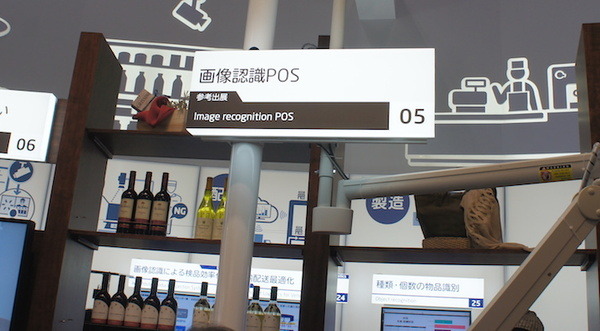 画像認識POS
参考出展
Image recognition POS
05
い
06
配
NG
製造
画像認識による検品効率
配送最適化
24
種類・個数の物品識別
25